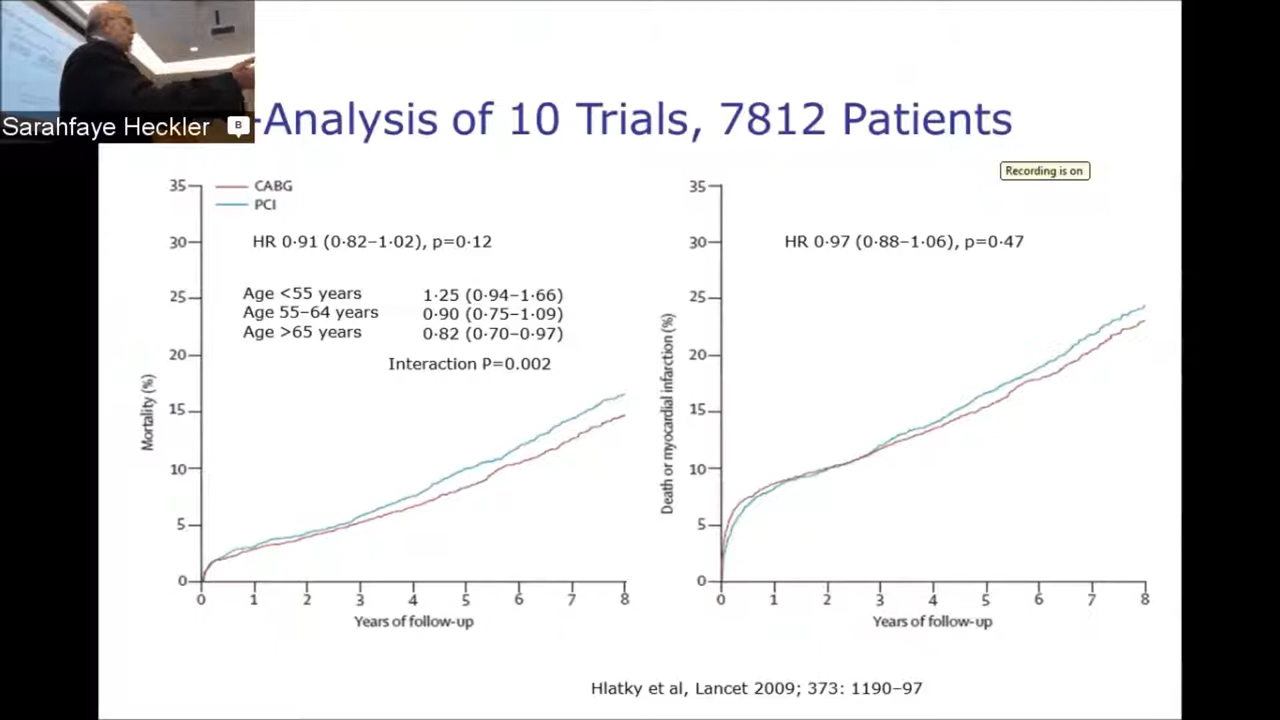 Sarahfaye Heckler
-Analysis of 10 Trials, 7812 Patients
Recording is on
CABG
PCI
HR 0·91 (0·82–1·02), p=0·12
Age <55 years 1·25 (0·94–1·66)
Age 55–64 years 0·90 (0·75–1·09)
Age >65 years 0·82 (0·70–0·97)
Interaction P=0.002
Mortality (%)
35
30
25
20
15
10
5
0
0 1 2 3 4 5 6 7 8
Years of follow-up
HR 0·97 (0·88–1·06), p=0·47
Death or myocardial infarction (%)
35
30
25
20
15
10
5
0
0 1 2 3 4 5 6 7 8
Years of follow-up
Hlatky et al, Lancet 2009; 373: 1190–97